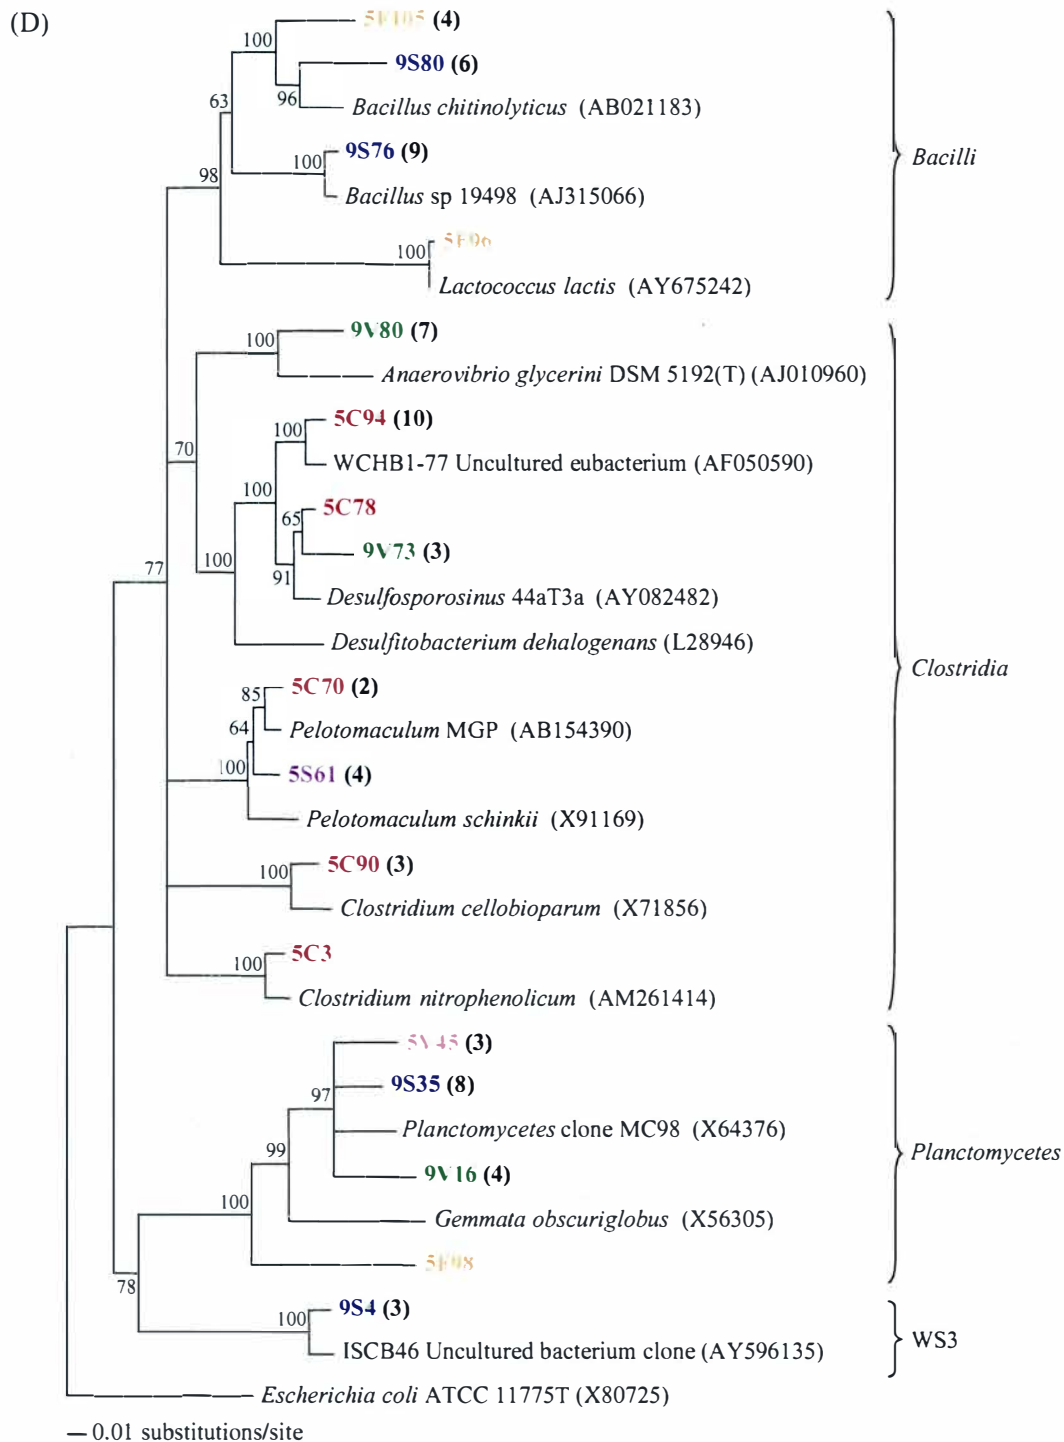 (D)
5F105 (4)
100
9S80 (6)
96
Bacillus chitinolyticus (AB021183)
63
9S76 (9)
100
Bacilli
98
Bacillus sp 19498 (AJ315066)
5F96
100
Lactococcus lactis (AY675242)
9V80 (7)
100
Anaerovibrio glycerini DSM 5192(T) (AJ010960)
5C94 (10)
100
70
WCHB1-77 Uncultured eubacterium (AF050590)
100
5C78
65
9V73 (3)
100
77
91
Desulfosporosinus 44aT3a (AY082482)
Desulfitobacterium dehalogenans (L28946)
Clostridia
5C70 (2)
85
64
Pelotomaculum MGP (AB154390)
100
5S61 (4)
Pelotomaculum schinkii (X91169)
5C90 (3)
100
Clostridium cellobioparum (X71856)
5C3
100
Clostridium nitrophenolicum (AM261414)
5V45 (3)
9S35 (8)
97
Planctomycetes clone MC98 (X64376)
99
Planctomycetes
9V16 (4)
100
Gemmata obscuriglobus (X56305)
5F98
78
9S4 (3)
100
WS3
ISCB46 Uncultured bacterium clone (AY596135)
Escherichia coli ATCC 11775T (X80725)
0.01 substitutions/site